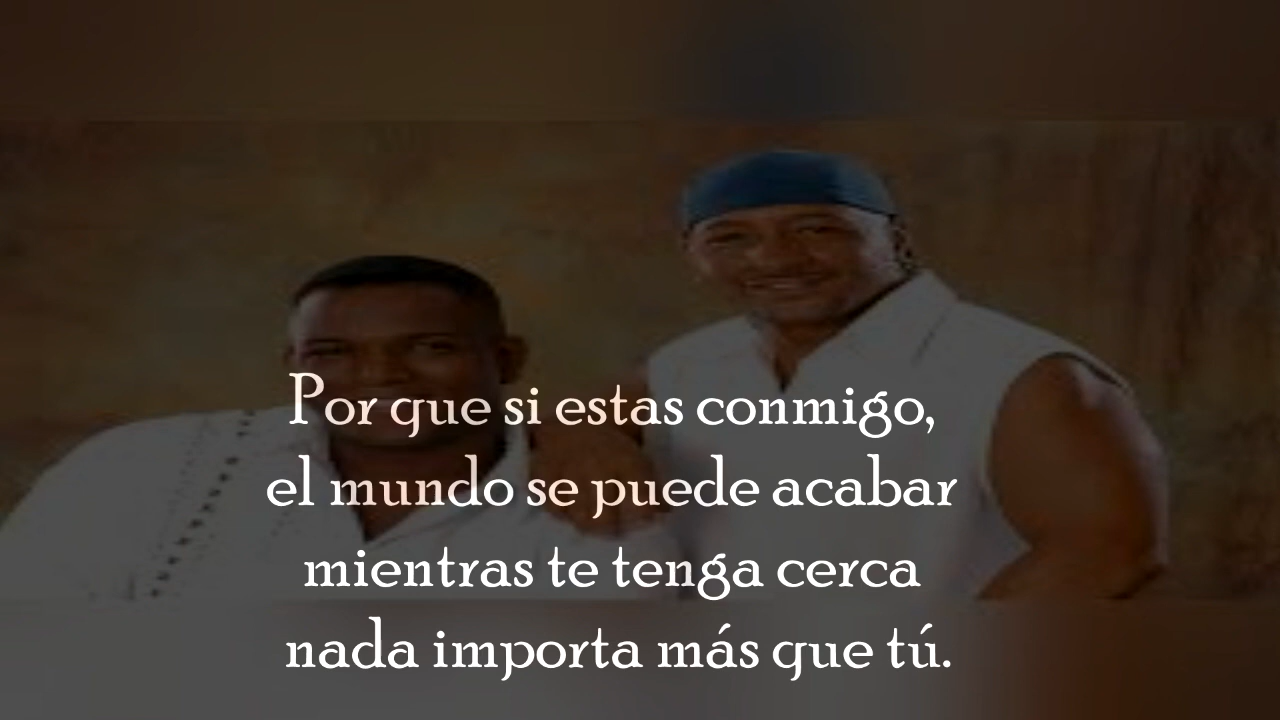 Por que si estas conmigo,
el mundo se puede acabar
mientras te tenga cerca
nada importa más que tú.